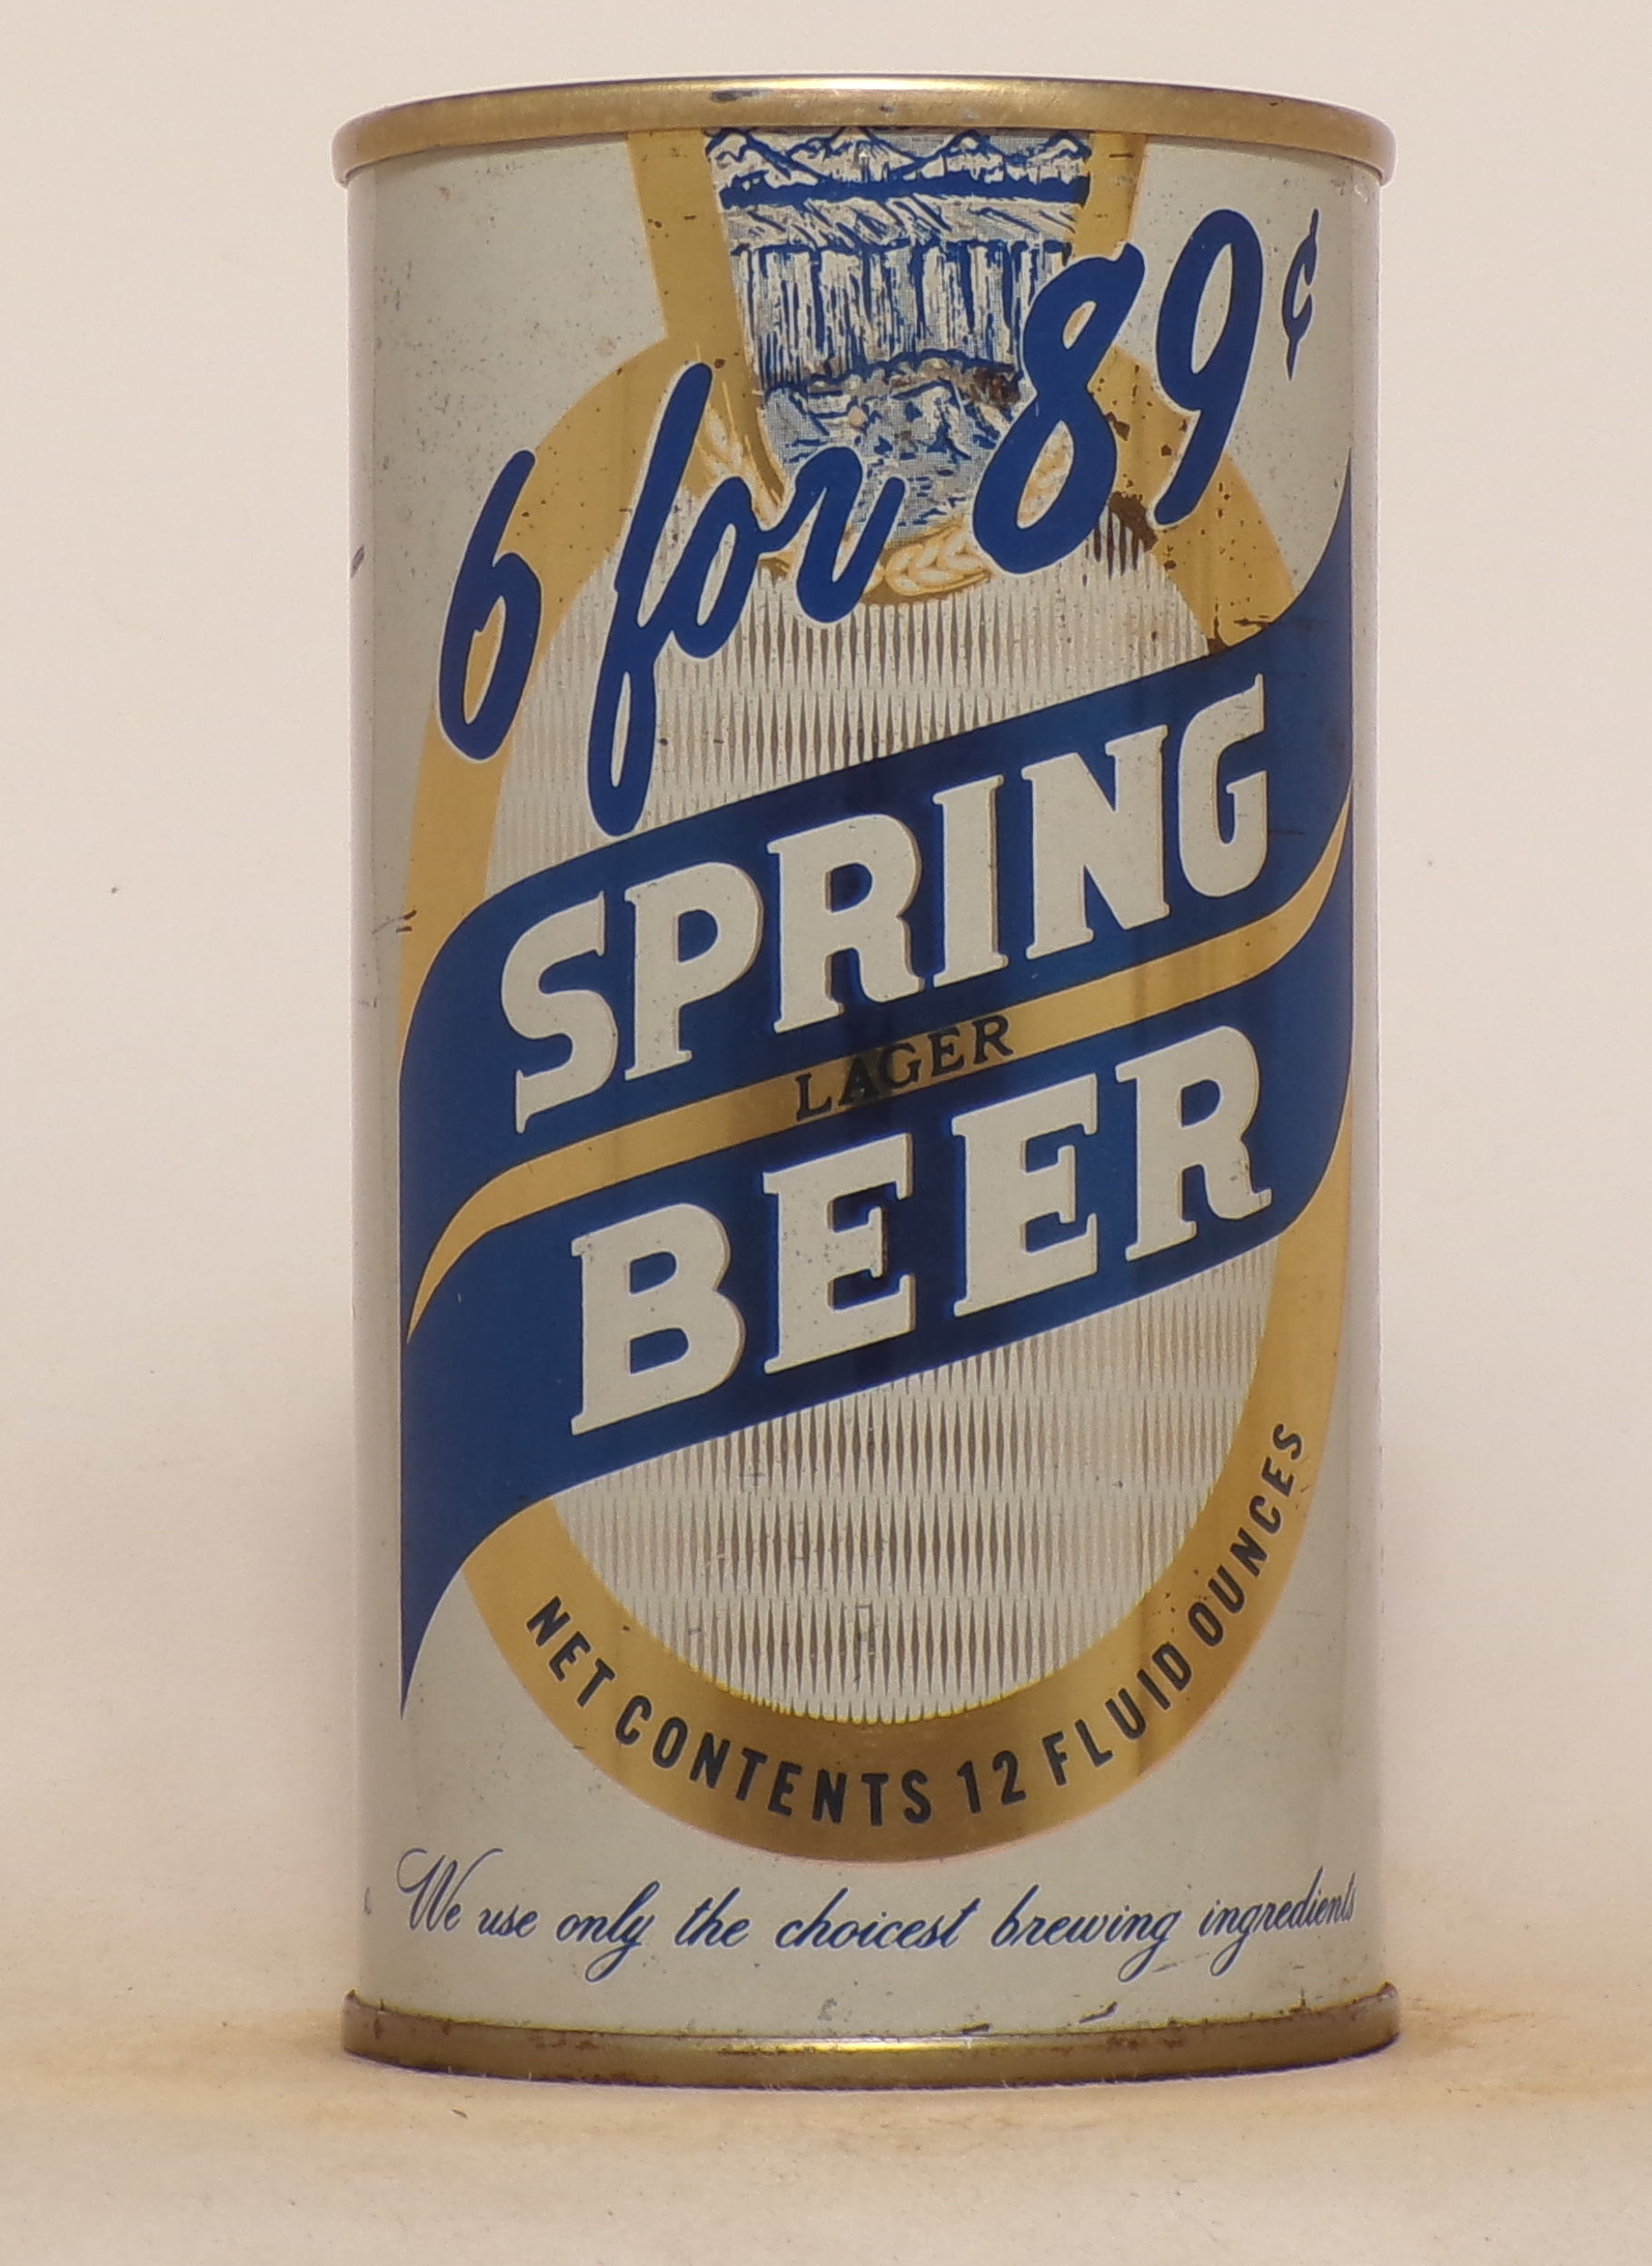 6 for 89¢
SPRING
LAGER
BEER
NET CONTENTS 12 FLUID OUNCES
We use only the choicest brewing ingredients